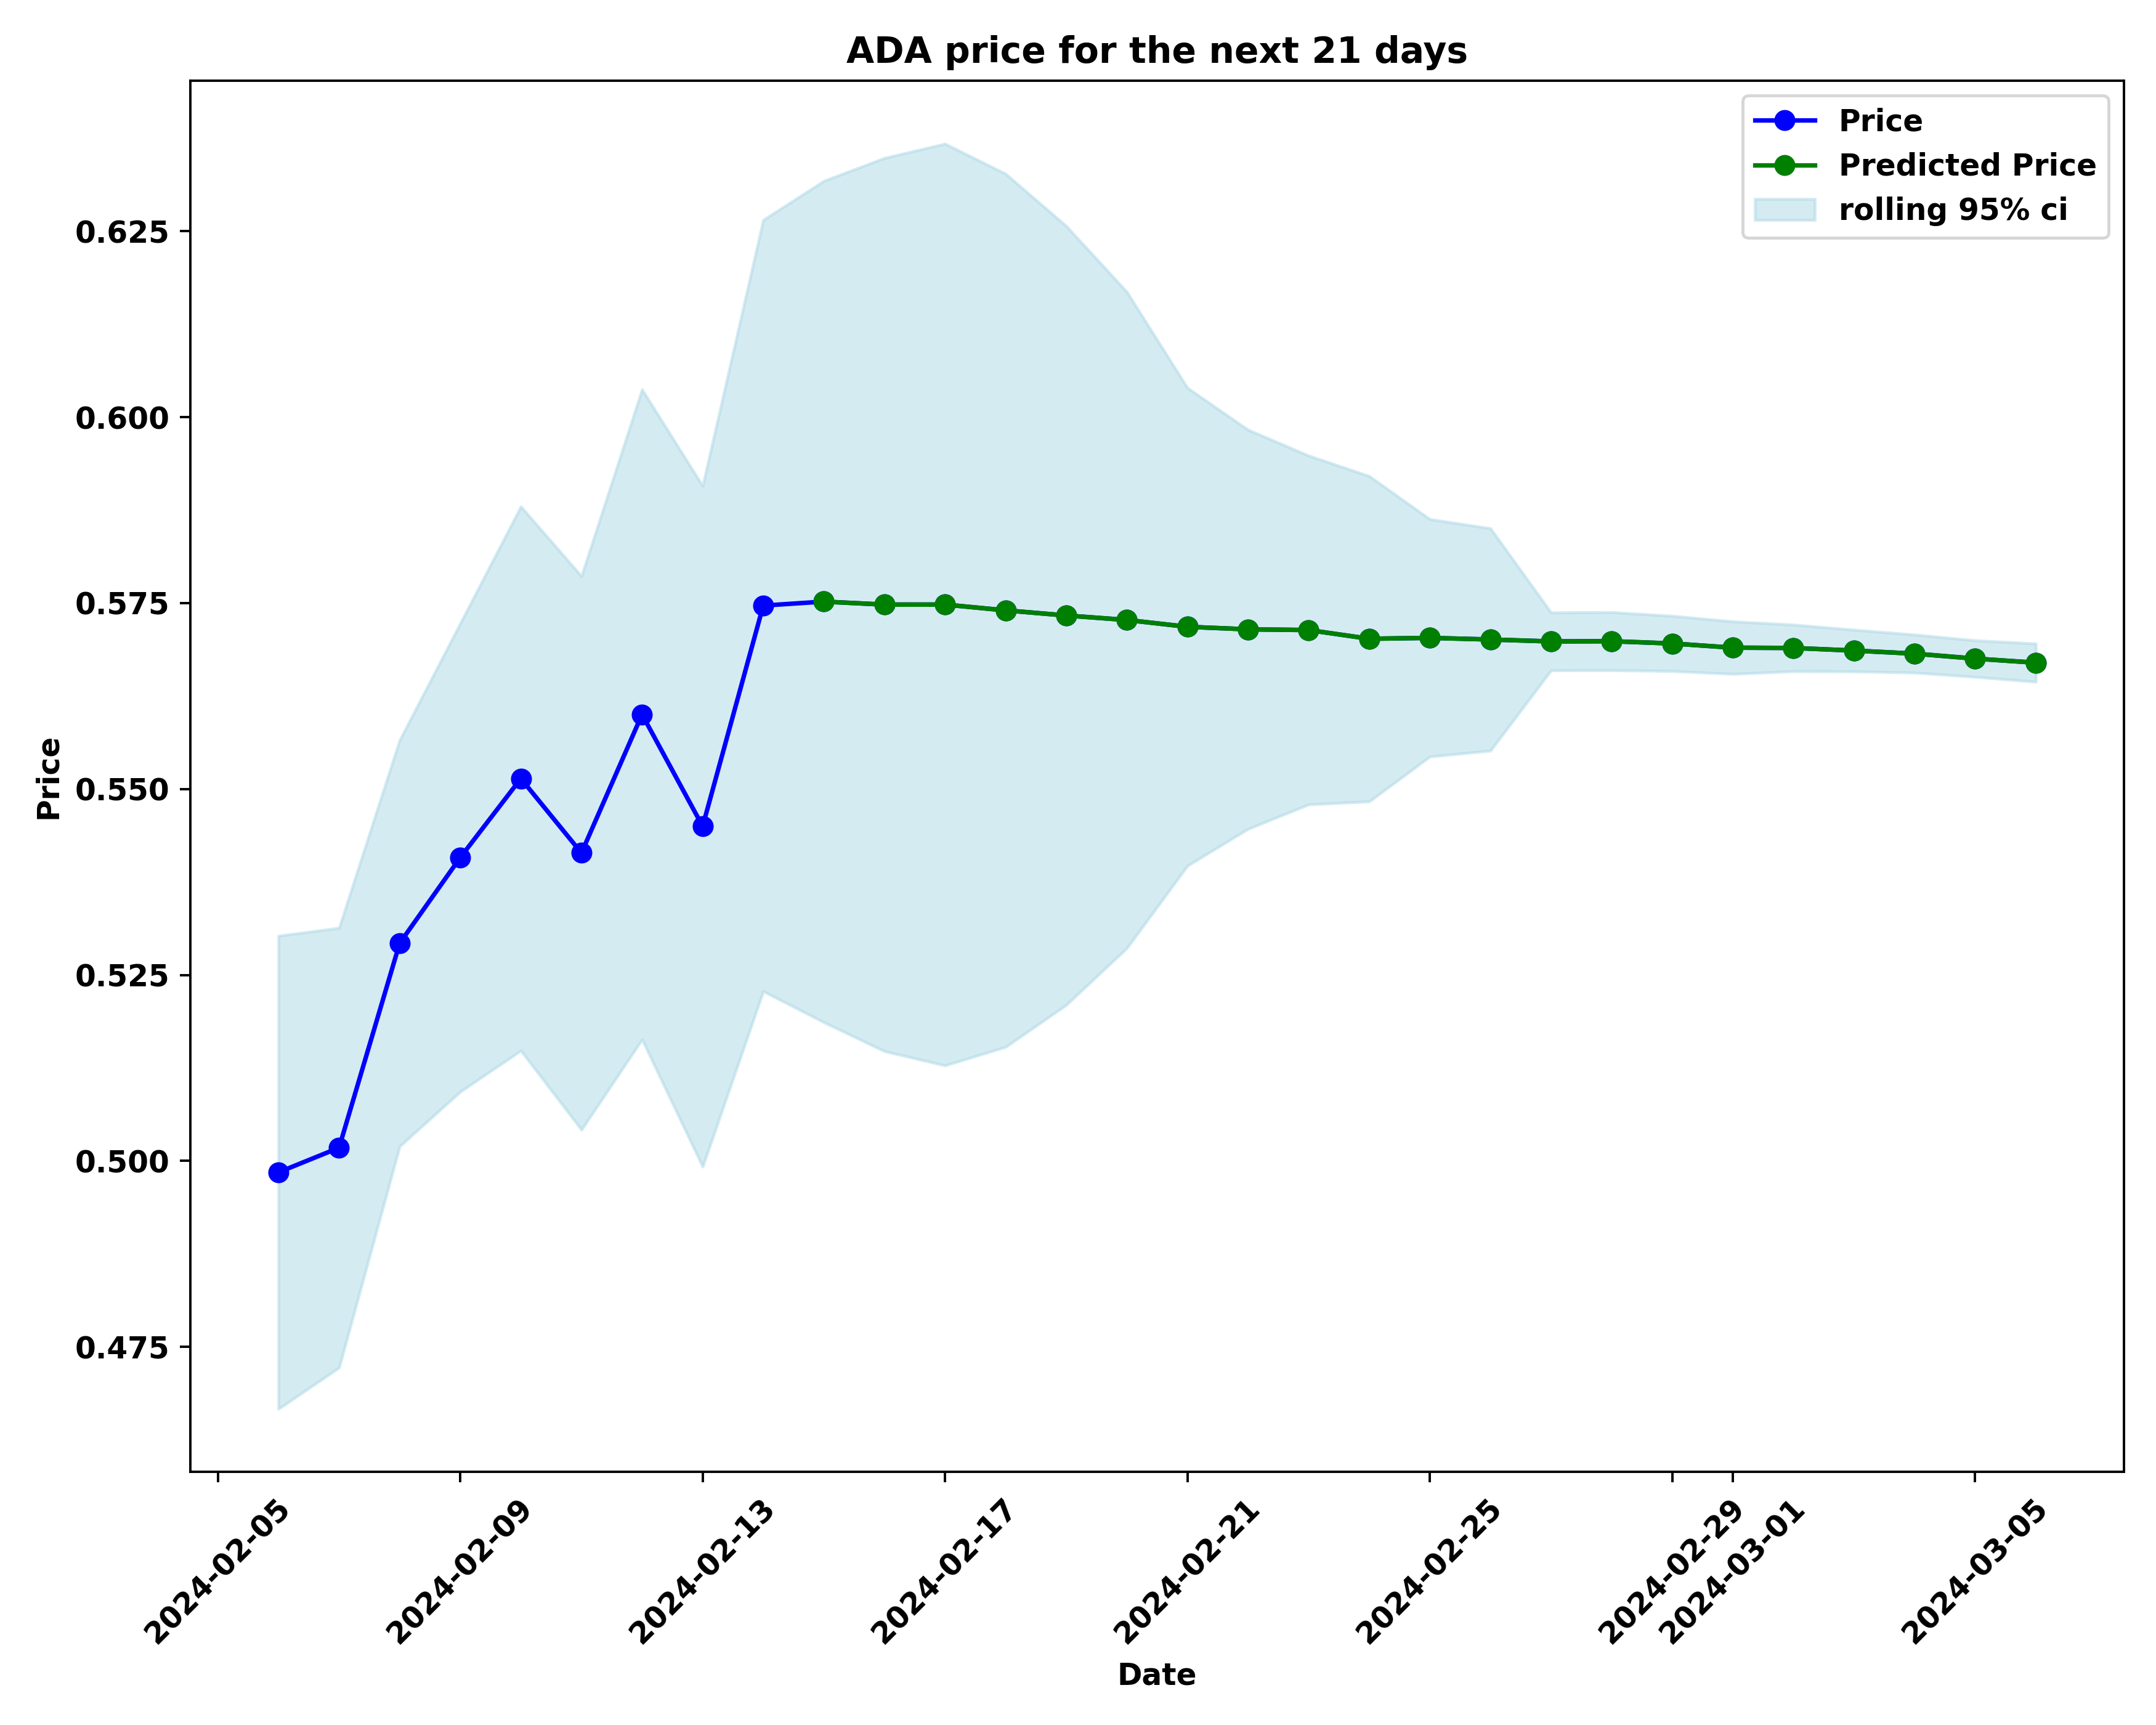 ADA price for the next 21 days
Price
Predicted Price
rolling 95% ci
0.625
0.600
0.575
0.550
0.525
0.500
0.475
Price
2024-02-05
2024-02-09
2024-02-13
2024-02-17
2024-02-21
2024-02-25
2024-02-29
2024-03-01
2024-03-05
Date